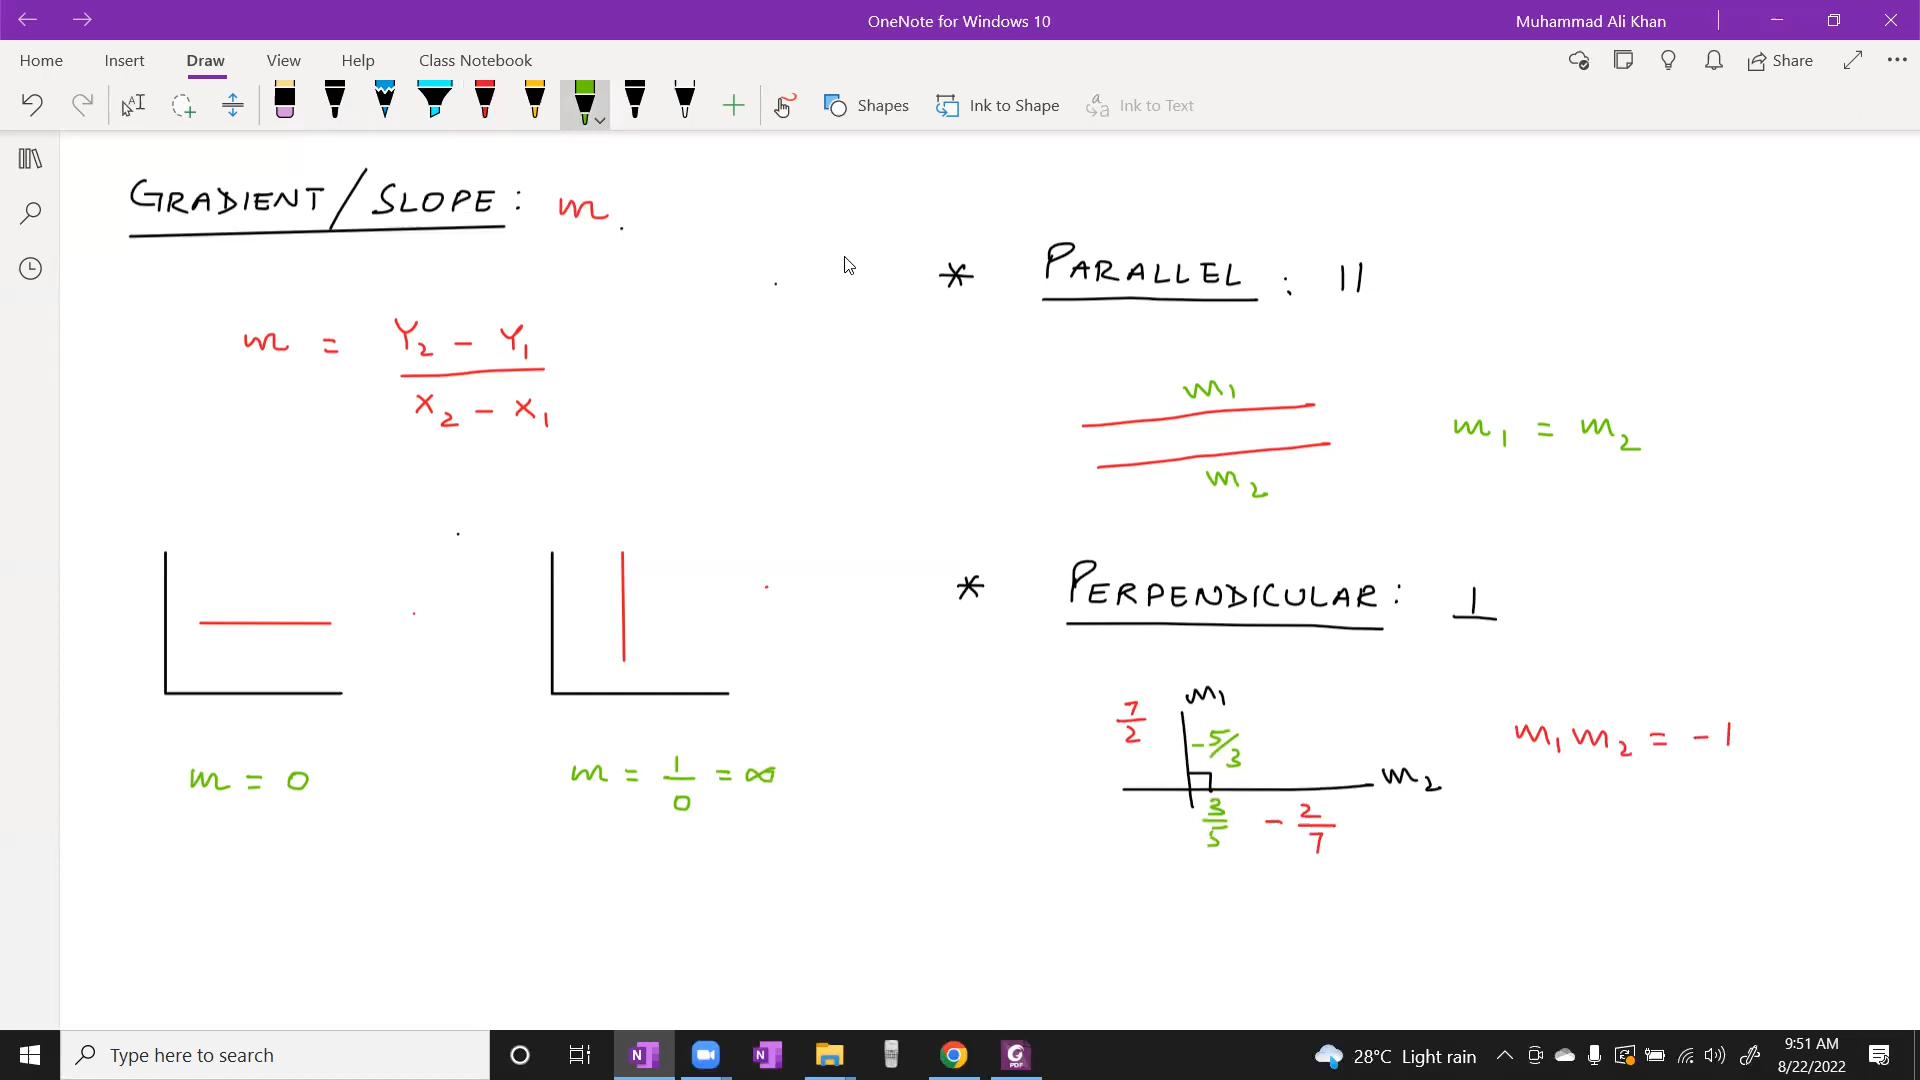 OneNote for Windows 10
Muhammad Ali Khan
Home Insert Draw View Help Class Notebook
Share
Shapes Ink to Shape Ink to Text
GRADIENT/SLOPE : m
m = Y₂ - Y₁ / X₂ - X₁
m = 0
m = 1/0 = ∞
* PARALLEL : ||
m₁
m₂
m₁ = m₂
* PERPENDICULAR : ⊥
m₁
7/2
-5/3
m₂
3/5
- 2/7
m₁ m₂ = -1
Type here to search
28°C Light rain
9:51 AM
8/22/2022